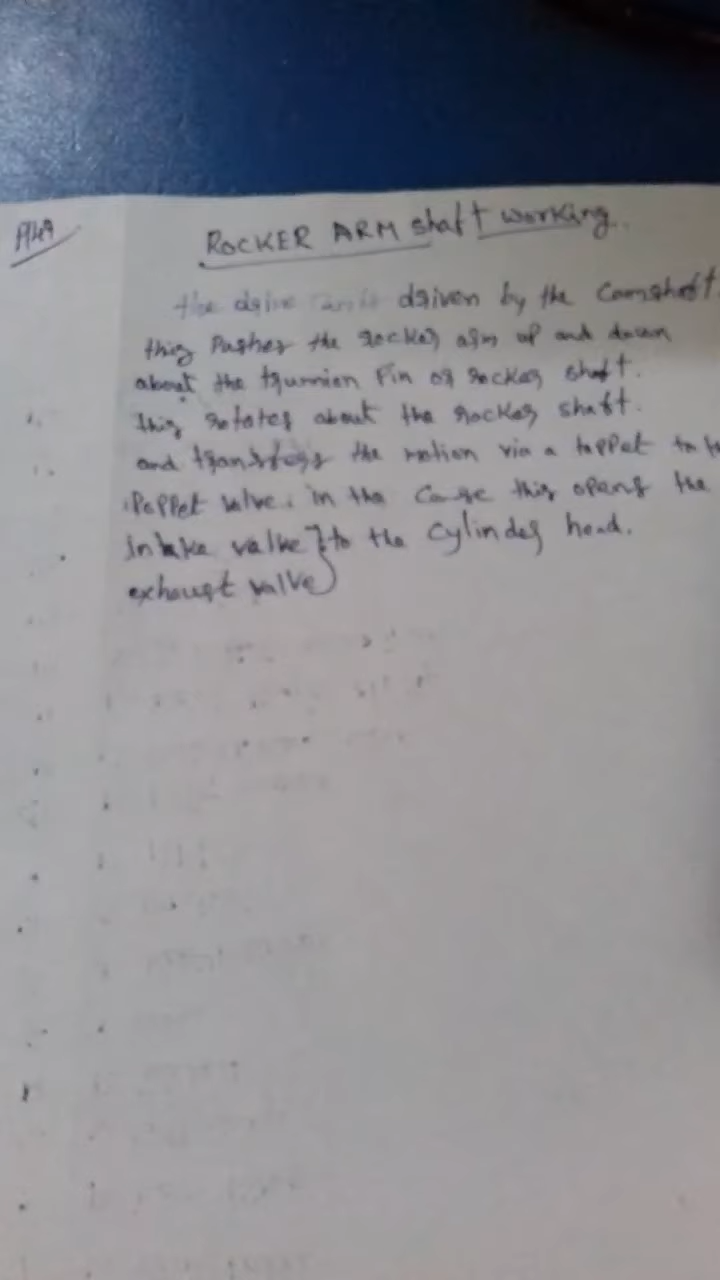 ROCKER ARM shaft working.
the drive driven by the Camshaft.
this Pushes the rocker arm up and down
about the trunnion Pin or rocker shaft.
this rotates about the rocker shaft.
and transfers the motion via a tappet to
Poppet valve. in the Case this opens the
Intake valve } to the Cylinder head.
exhaust valve